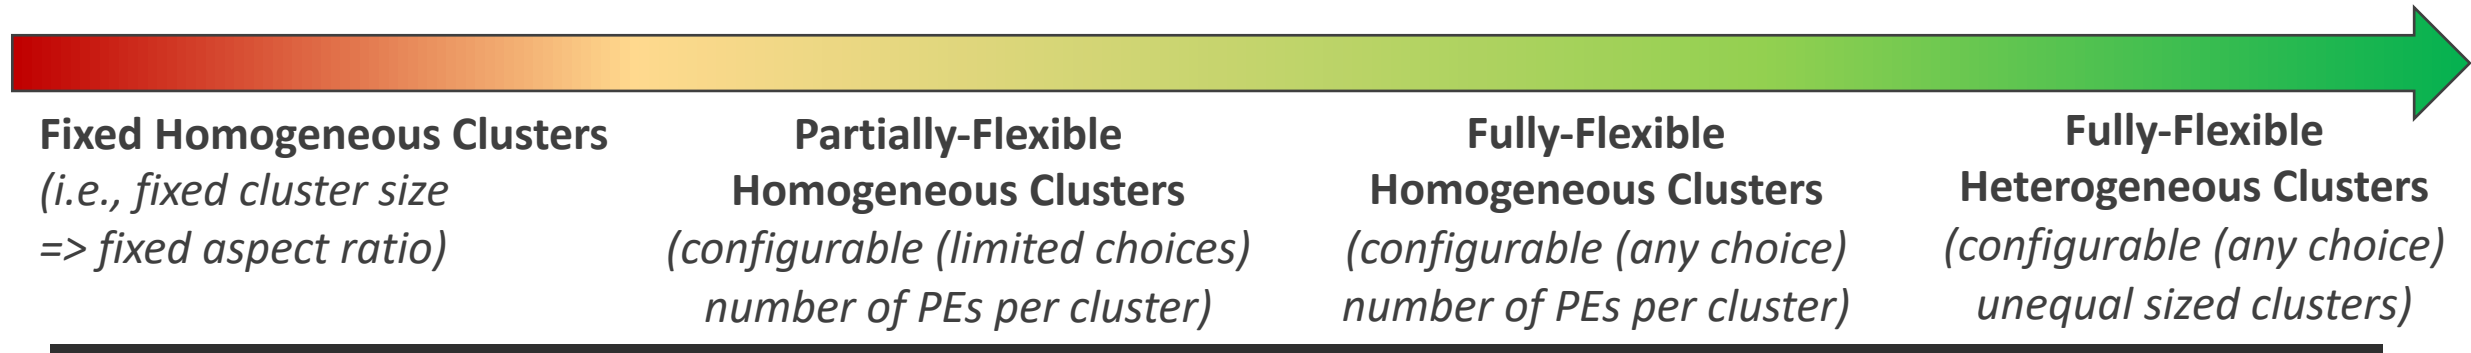 Fixed Homogeneous Clusters
(i.e., fixed cluster size
=> fixed aspect ratio)
Partially-Flexible
Homogeneous Clusters
(configurable (limited choices)
number of PEs per cluster)
Fully-Flexible
Homogeneous Clusters
(configurable (any choice)
number of PEs per cluster)
Fully-Flexible
Heterogeneous Clusters
(configurable (any choice)
unequal sized clusters)